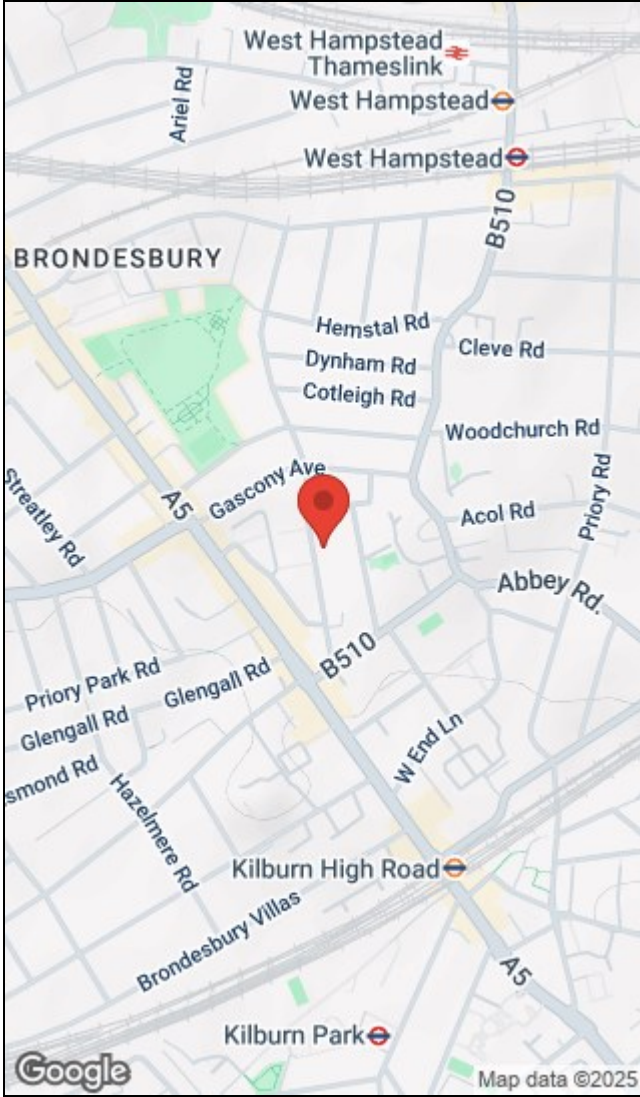 West Hampstead
Thameslink
Ariel Rd
West Hampstead
West Hampstead
B510
BRONDESBURY
Hemstal Rd
Cleve Rd
Dynham Rd
Cotleigh Rd
Woodchurch Rd
Gascony Ave
Streatley Rd
A5
Acol Rd
Priory Rd
Abbey Rd.
B510
Priory Park Rd
Glengall Rd
Glengall Rd
smond Rd
W End Ln
Hazelmere Rd
Kilburn High Road
Brondesbury Villas
A5
Kilburn Park
Google
Map data ©2025